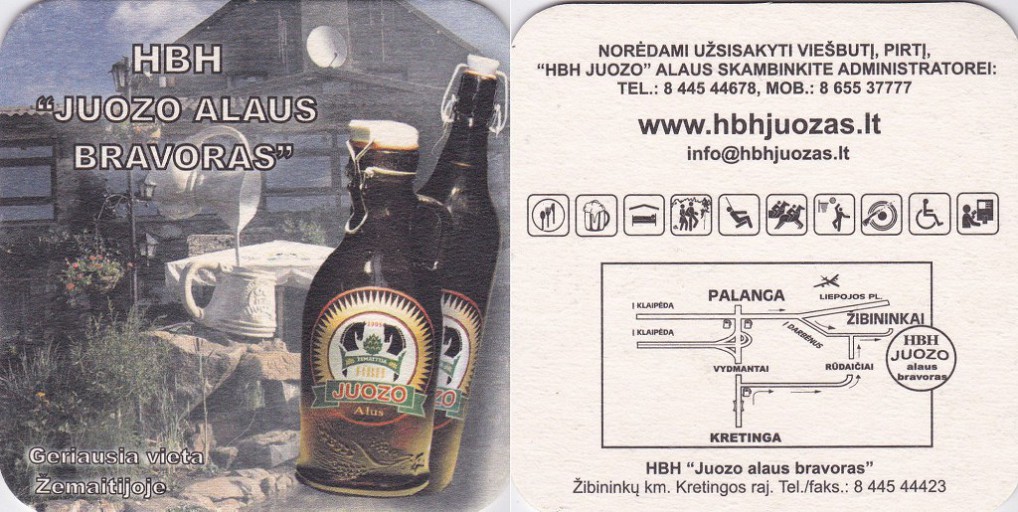 HBH
"JUOZO ALAUS
BRAVORAS"
HBH
JUOZO
Alus
Geriausia vieta
Žemaitijoje
NORĖDAMI UŽSISAKYTI VIEŠBUTĮ, PIRTĮ,
"HBH JUOZO" ALAUS SKAMBINKITE ADMINISTRATOREI:
TEL.: 8 445 44678, MOB.: 8 655 37777
www.hbhjuozas.lt
info@hbhjuozas.lt
PALANGA
LIEPOJOS PL.
Į KLAIPĖDĄ
ŽIBININKAI
Į DARBĖNUS
Į KLAIPĖDĄ
HBH
JUOZO
alaus
bravoras
VYDMANTAI
RŪDAIČIAI
KRETINGA
HBH "Juozo alaus bravoras"
Žibininkų km. Kretingos raj. Tel./faks.: 8 445 44423